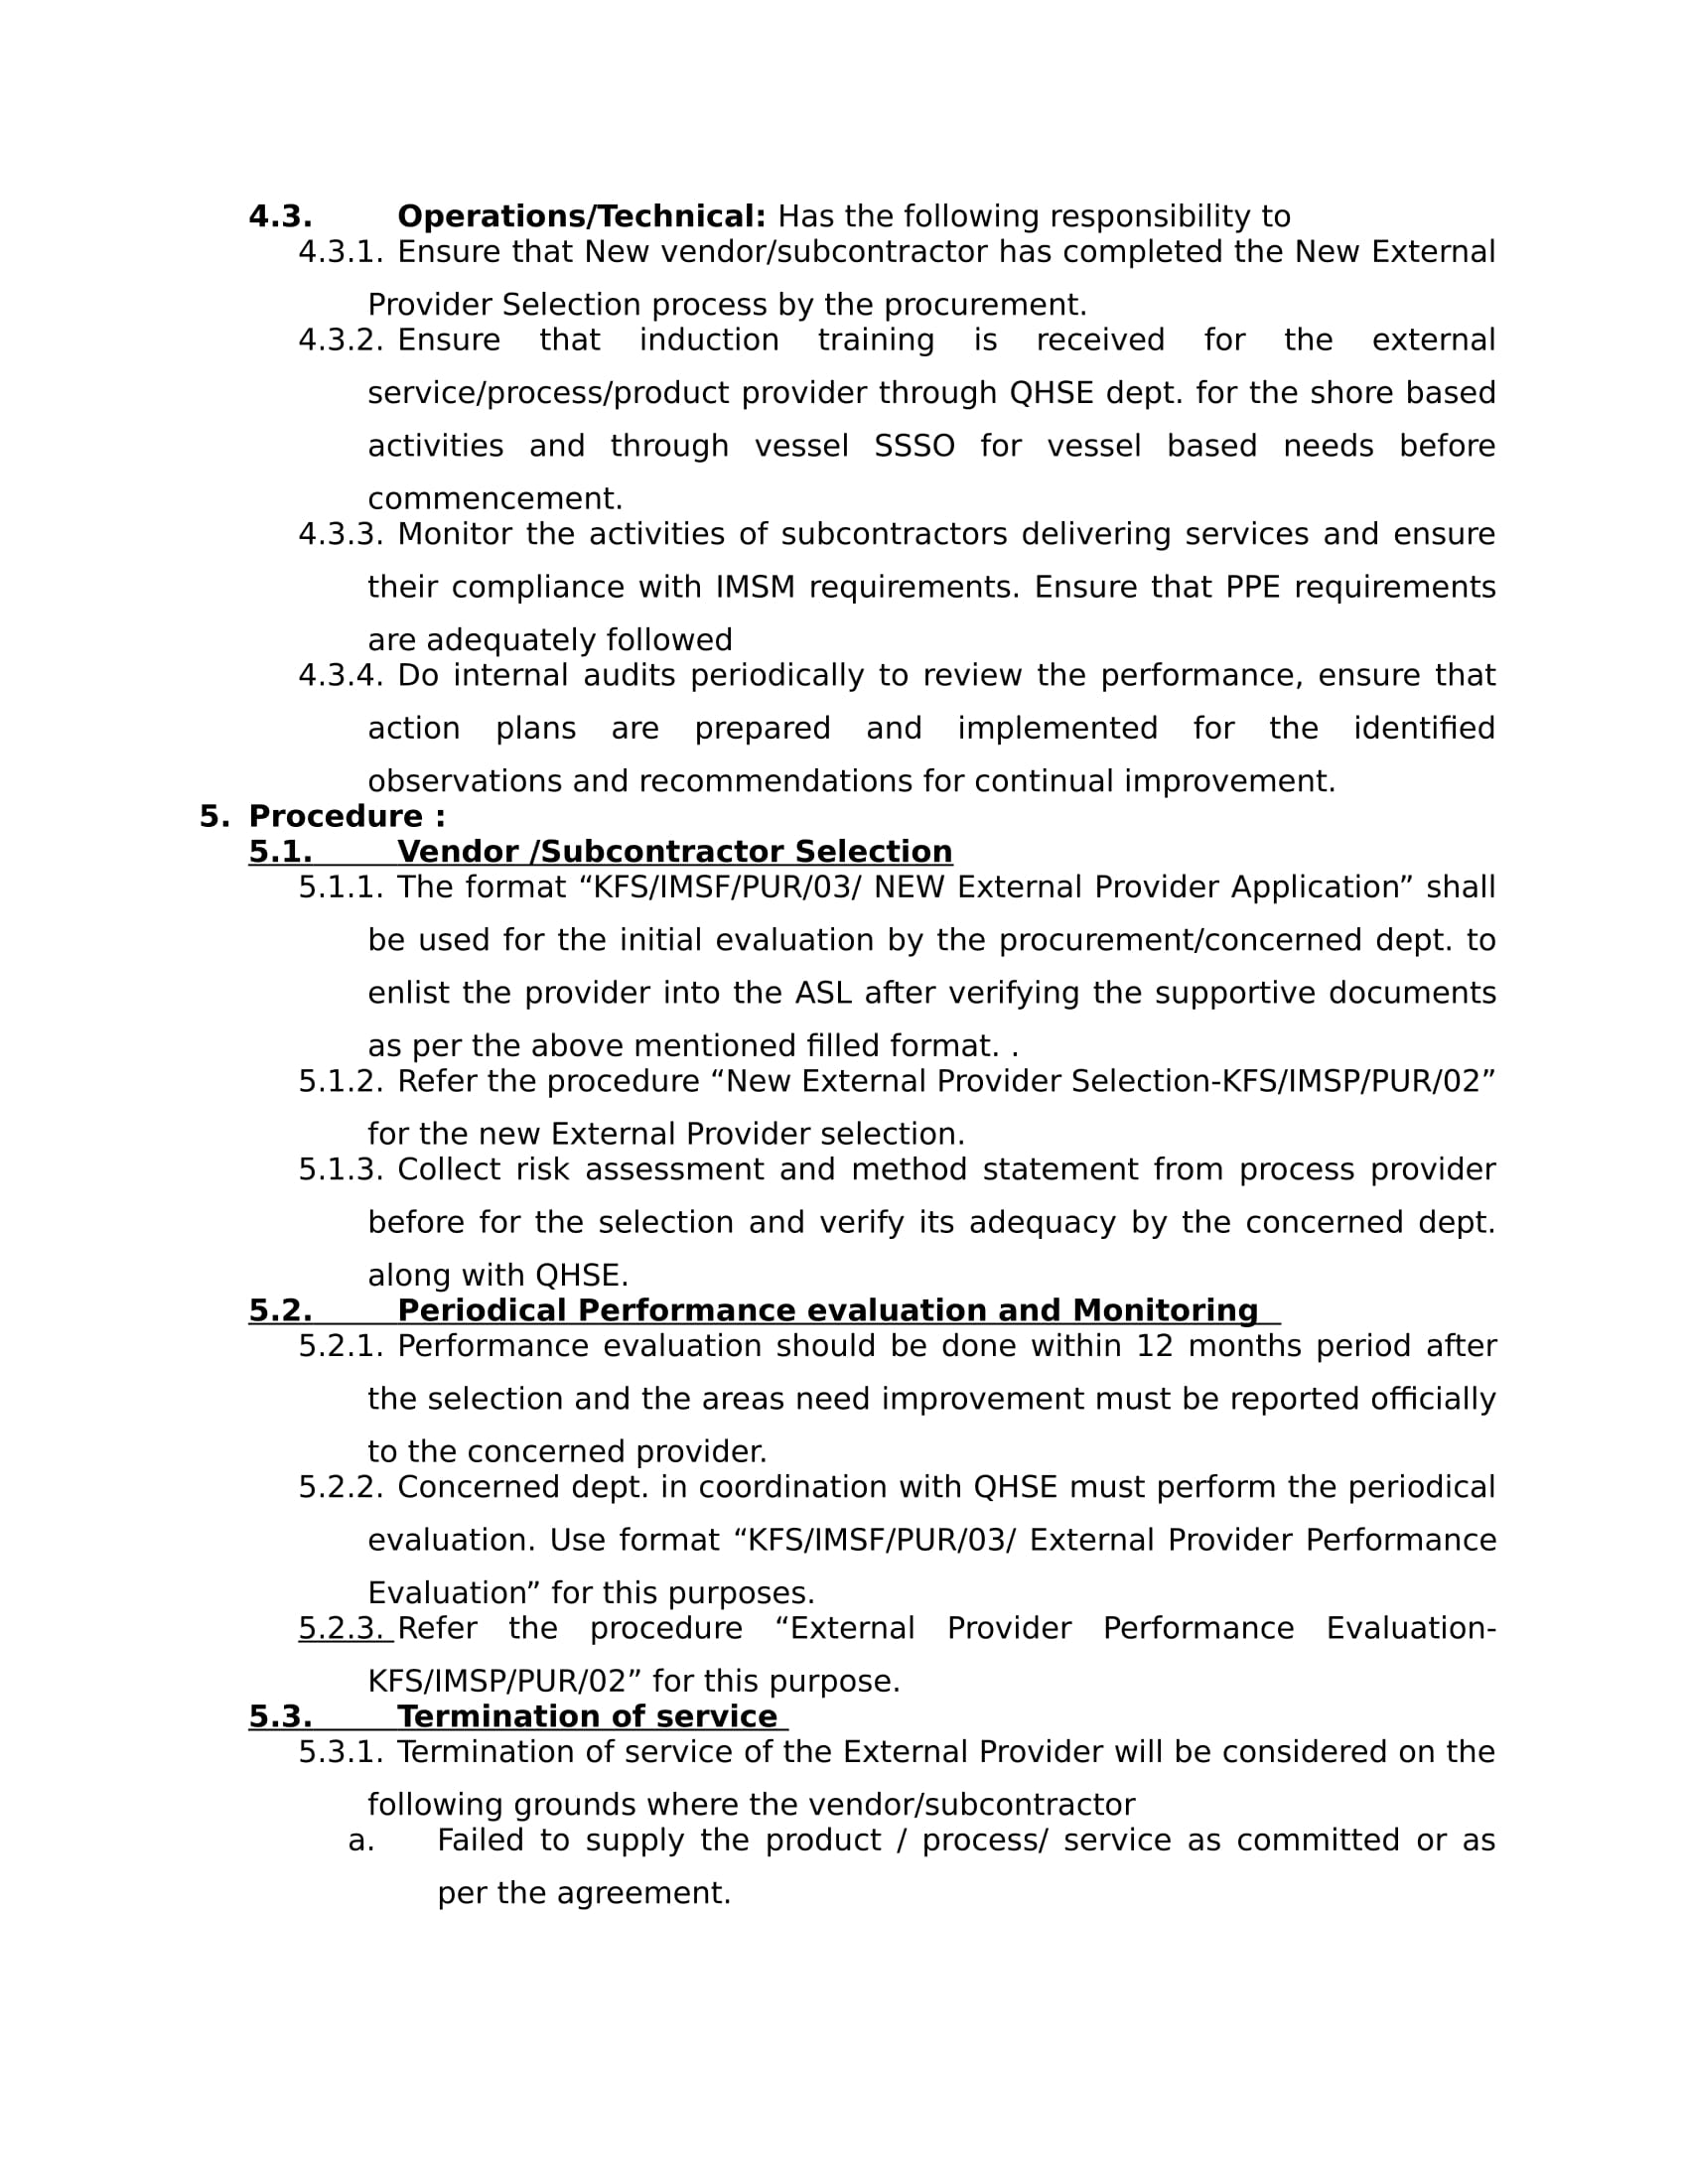 4.3. Operations/Technical: Has the following responsibility to
4.3.1. Ensure that New vendor/subcontractor has completed the New External
Provider Selection process by the procurement.
4.3.2. Ensure that induction training is received for the external
service/process/product provider through QHSE dept. for the shore based
activities and through vessel SSSO for vessel based needs before
commencement.
4.3.3. Monitor the activities of subcontractors delivering services and ensure
their compliance with IMSM requirements. Ensure that PPE requirements
are adequately followed
4.3.4. Do internal audits periodically to review the performance, ensure that
action plans are prepared and implemented for the identified
observations and recommendations for continual improvement.
5. Procedure :
5.1. Vendor /Subcontractor Selection
5.1.1. The format “KFS/IMSF/PUR/03/ NEW External Provider Application” shall
be used for the initial evaluation by the procurement/concerned dept. to
enlist the provider into the ASL after verifying the supportive documents
as per the above mentioned filled format. .
5.1.2. Refer the procedure “New External Provider Selection-KFS/IMSP/PUR/02”
for the new External Provider selection.
5.1.3. Collect risk assessment and method statement from process provider
before for the selection and verify its adequacy by the concerned dept.
along with QHSE.
5.2. Periodical Performance evaluation and Monitoring
5.2.1. Performance evaluation should be done within 12 months period after
the selection and the areas need improvement must be reported officially
to the concerned provider.
5.2.2. Concerned dept. in coordination with QHSE must perform the periodical
evaluation. Use format “KFS/IMSF/PUR/03/ External Provider Performance
Evaluation” for this purposes.
5.2.3. Refer the procedure “External Provider Performance Evaluation-
KFS/IMSP/PUR/02” for this purpose.
5.3. Termination of service
5.3.1. Termination of service of the External Provider will be considered on the
following grounds where the vendor/subcontractor
a. Failed to supply the product / process/ service as committed or as
per the agreement.